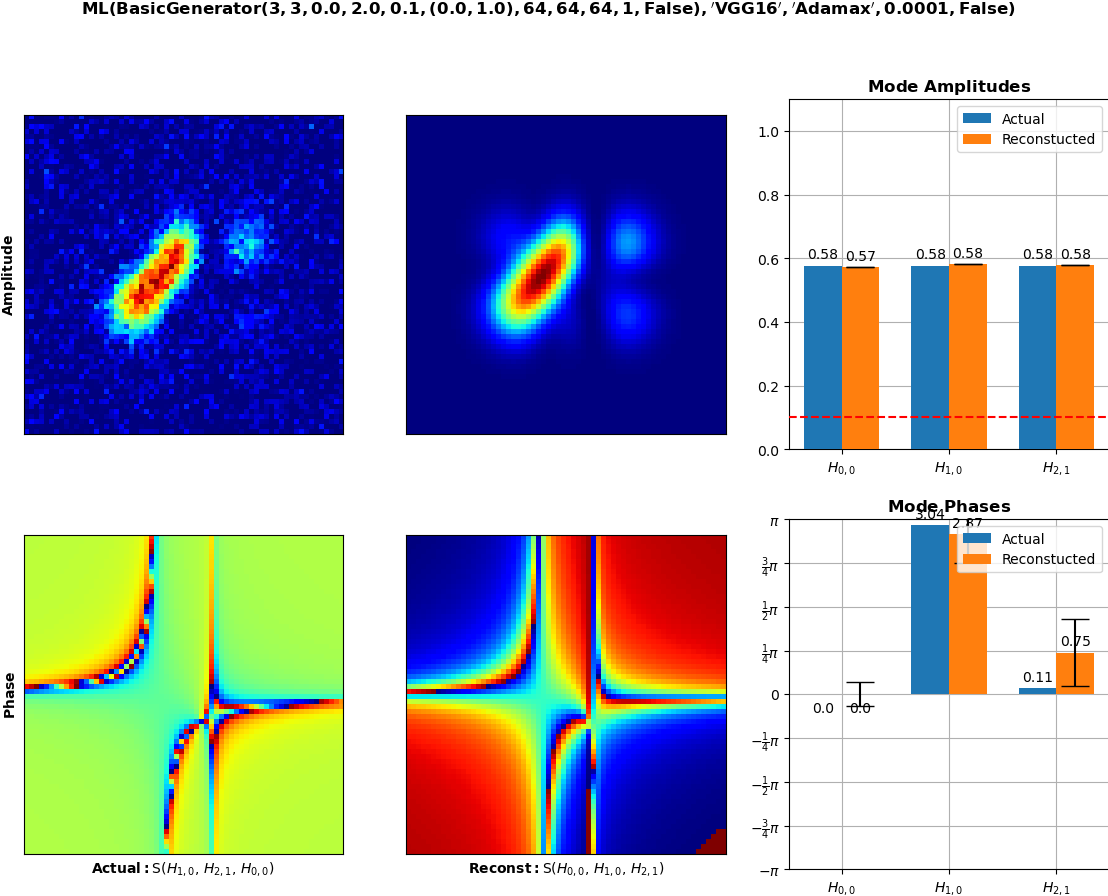 ML(BasicGenerator(3, 3, 0.0, 2.0, 0.1, (0.0, 1.0), 64, 64, 64, 1, False), ′VGG16′, ′Adamax′, 0.0001, False)
Amplitude
Mode Amplitudes
Actual
Reconstucted
1.0
0.8
0.6
0.4
0.2
0.0
0.58 0.57 0.58 0.58 0.58 0.58
H0,0 H1,0 H2,1
Phase
Actual: S(H1,0, H2,1, H0,0)
Reconst: S(H0,0, H1,0, H2,1)
Mode Phases
Actual
Reconstucted
π
3/4π
1/2π
1/4π
0
−1/4π
−1/2π
−3/4π
−π
0.0 0.0 3.04 2.87 0.11 0.75
H0,0 H1,0 H2,1